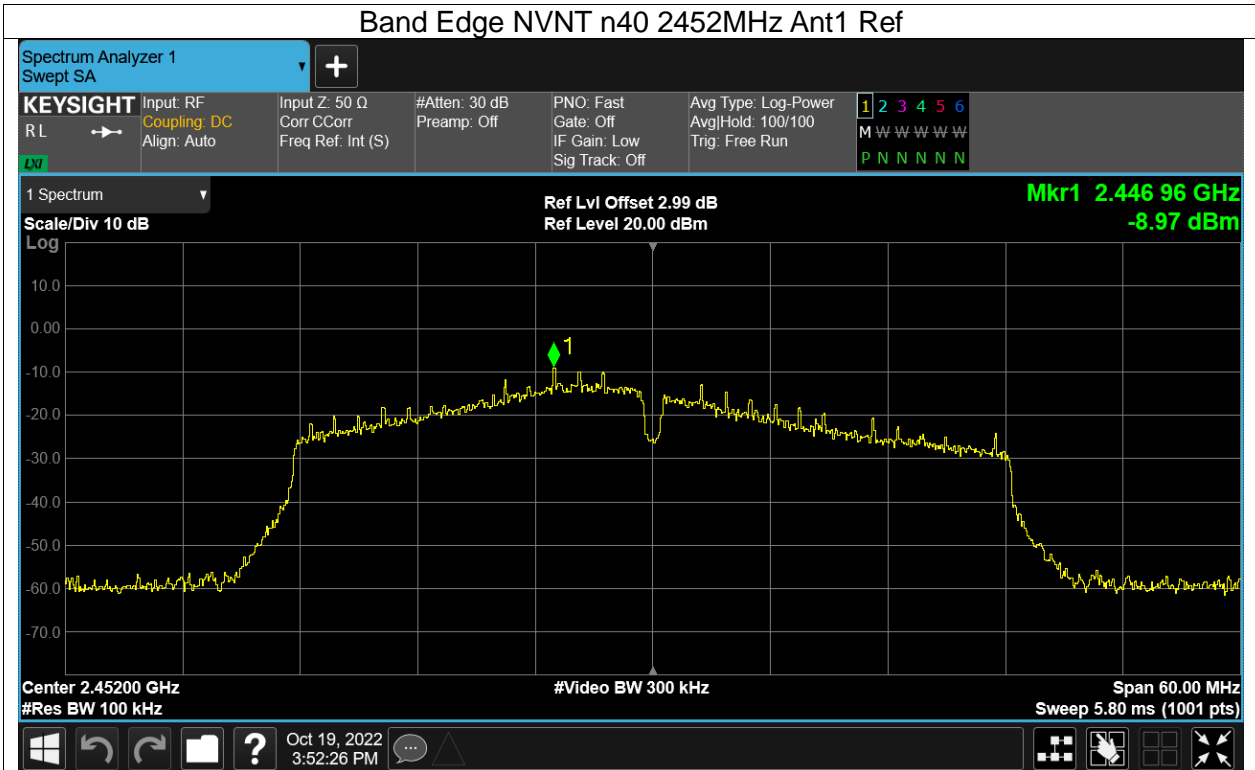 Band Edge NVNT n40 2452MHz Ant1 Ref
Spectrum Analyzer 1
Swept SA
KEYSIGHT
R L
LXI
Input: RF
Coupling: DC
Align: Auto
Input Z: 50 Ω
Corr CCorr
Freq Ref: Int (S)
#Atten: 30 dB
Preamp: Off
PNO: Fast
Gate: Off
IF Gain: Low
Sig Track: Off
Avg Type: Log-Power
Avg|Hold: 100/100
Trig: Free Run
1 2 3 4 5 6
M W W W W W
P N N N N N
1 Spectrum
Scale/Div 10 dB
Log
Ref Lvl Offset 2.99 dB
Ref Level 20.00 dBm
Mkr1 2.446 96 GHz
-8.97 dBm
10.0
0.00
-10.0
-20.0
-30.0
-40.0
-50.0
-60.0
-70.0
1
Center 2.45200 GHz
#Res BW 100 kHz
#Video BW 300 kHz
Span 60.00 MHz
Sweep 5.80 ms (1001 pts)
?
Oct 19, 2022
3:52:26 PM